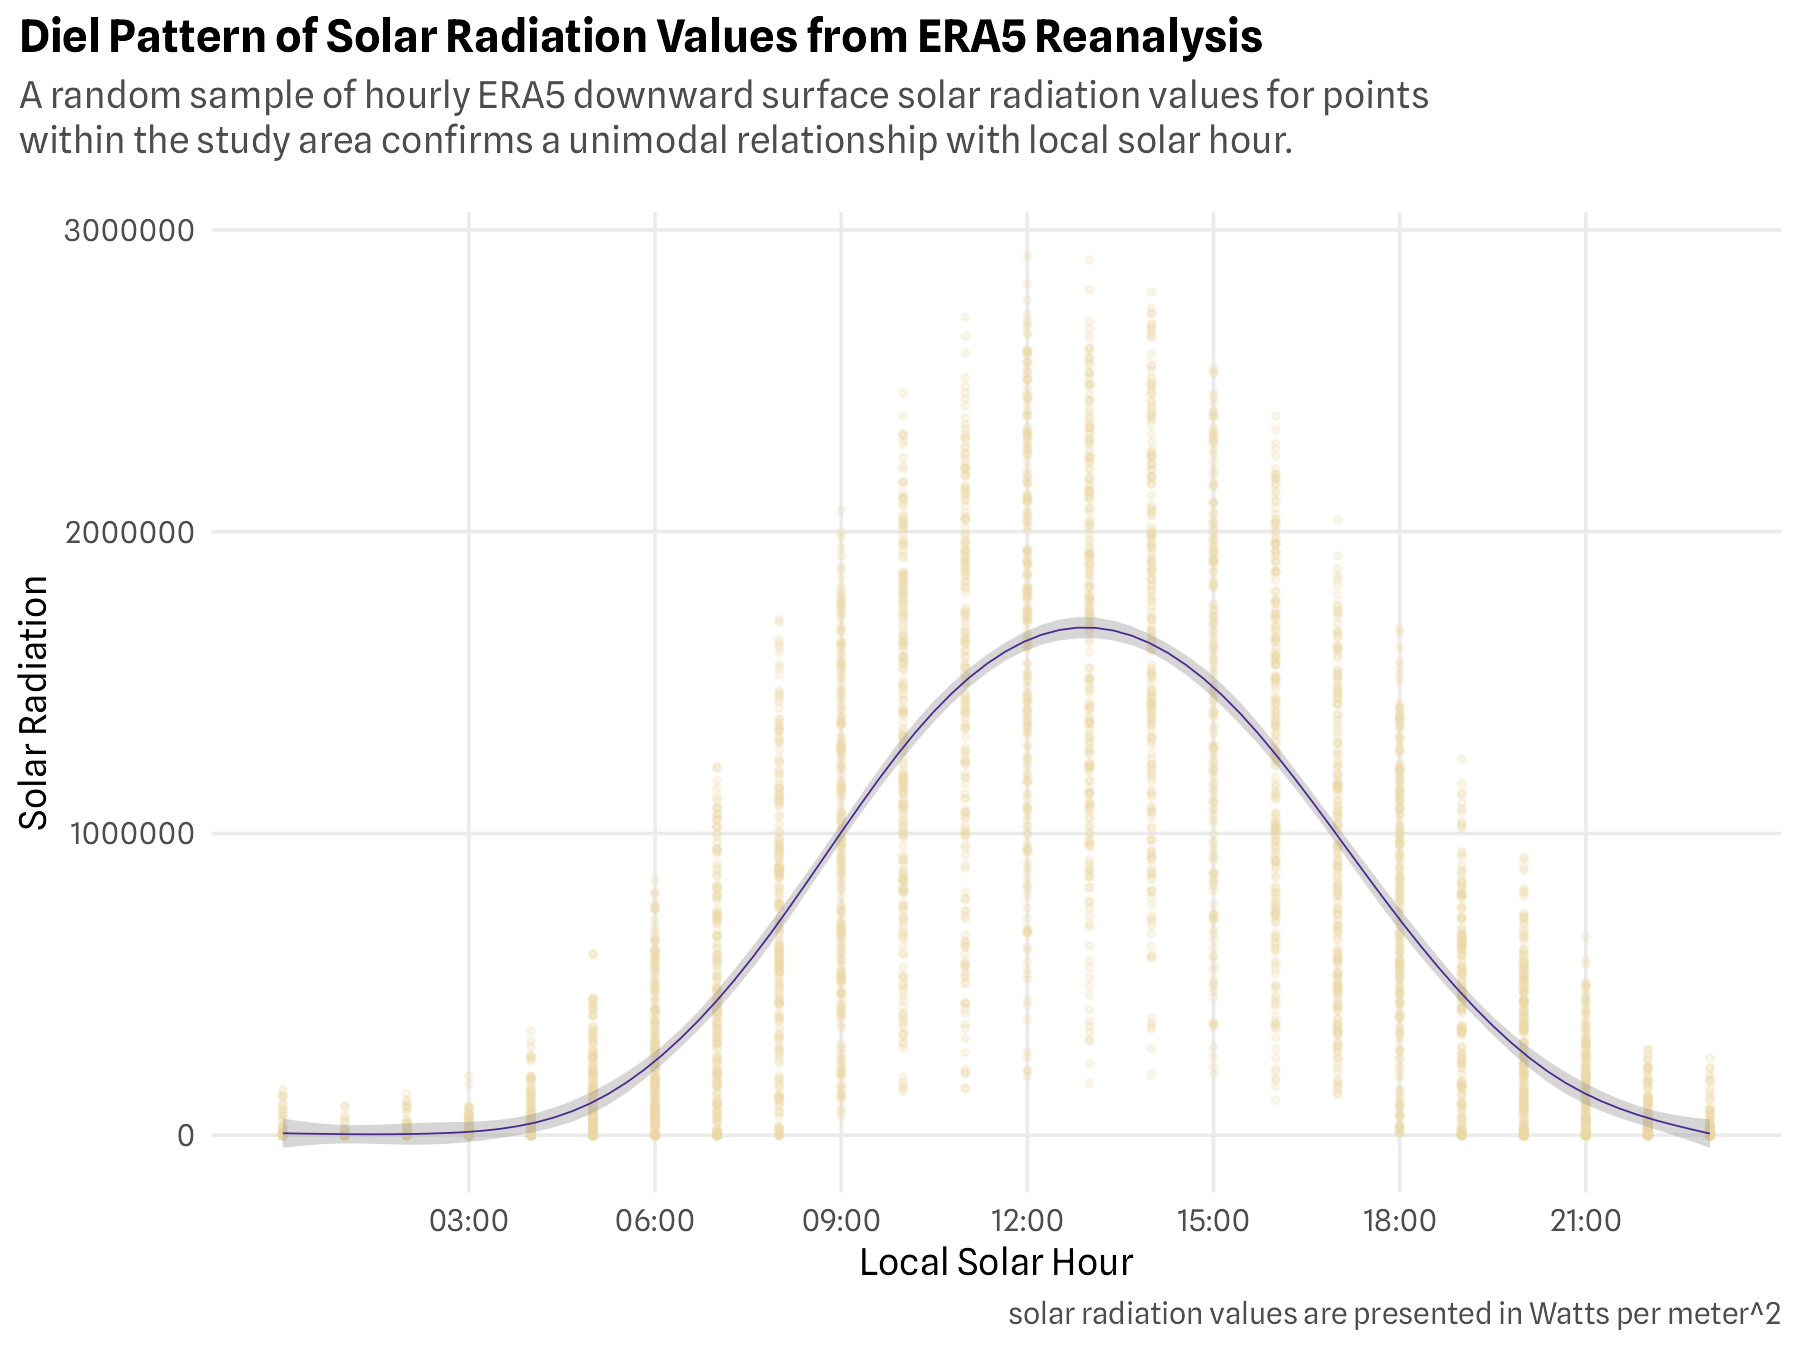 Diel Pattern of Solar Radiation Values from ERA5 Reanalysis
A random sample of hourly ERA5 downward surface solar radiation values for points
within the study area confirms a unimodal relationship with local solar hour.
3000000
2000000
1000000
0
Solar Radiation
03:00 06:00 09:00 12:00 15:00 18:00 21:00
Local Solar Hour
solar radiation values are presented in Watts per meter^2